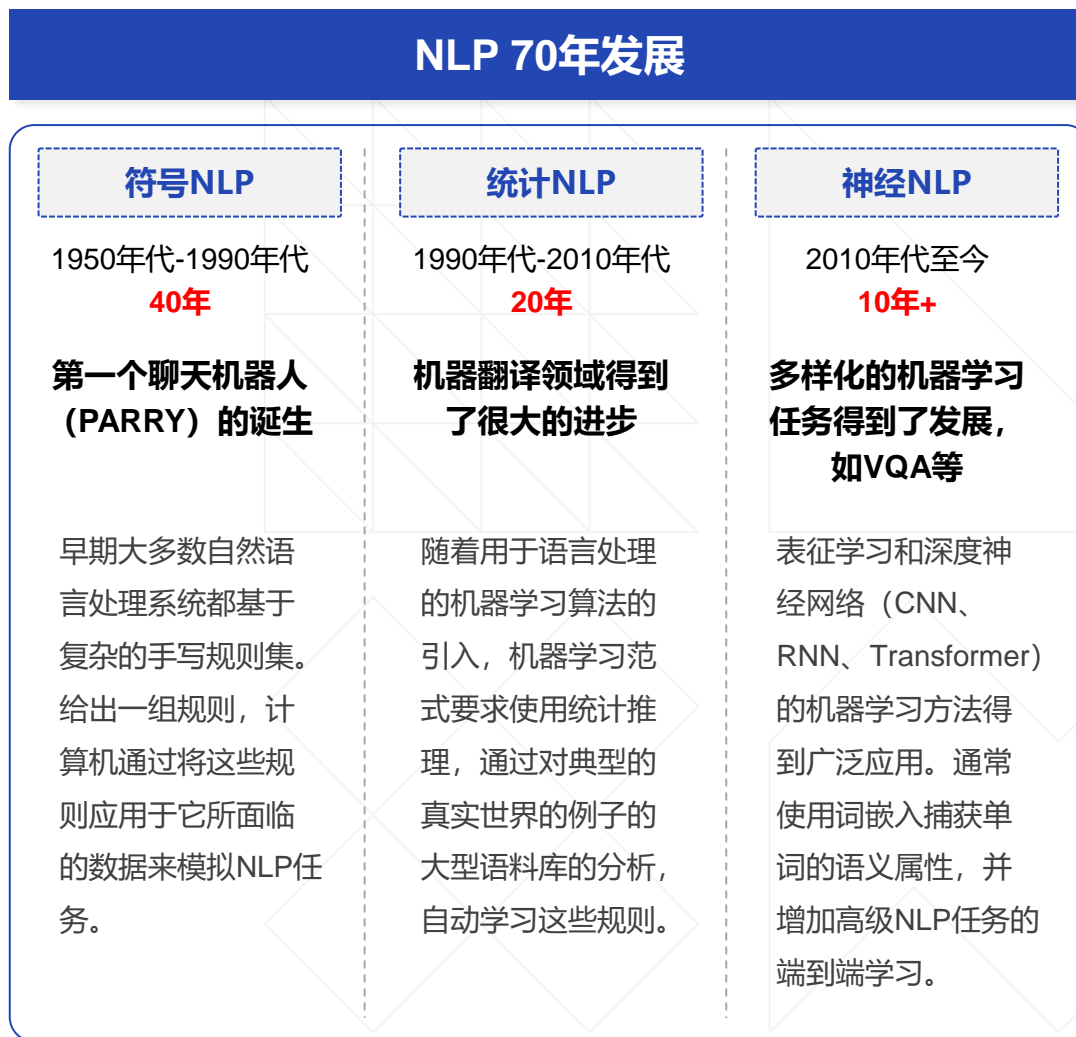 NLP 70年发展
符号NLP
1950年代-1990年代
40年
第一个聊天机器人
（PARRY）的诞生
早期大多数自然语
言处理系统都基于
复杂的手写规则集。
给出一组规则，计
算机通过将这些规
则应用于它所面临
的数据来模拟NLP任
务。
统计NLP
1990年代-2010年代
20年
机器翻译领域得到
了很大的进步
随着用于语言处理
的机器学习算法的
引入，机器学习范
式要求使用统计推
理，通过对典型的
真实世界的例子的
大型语料库的分析，
自动学习这些规则。
神经NLP
2010年代至今
10年+
多样化的机器学习
任务得到了发展，
如VQA等
表征学习和深度神
经网络（CNN、
RNN、Transformer）
的机器学习方法得
到广泛应用。通常
使用词嵌入捕获单
词的语义属性，并
增加高级NLP任务的
端到端学习。